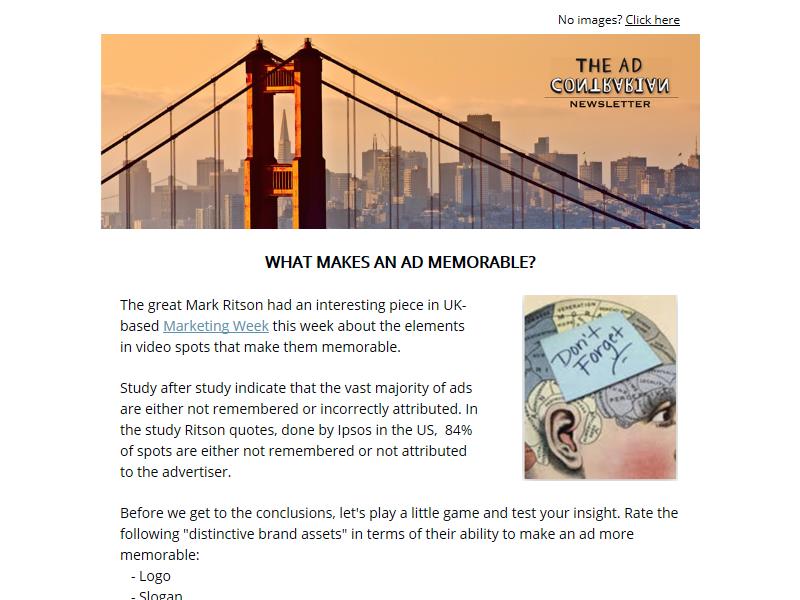 No images? Click here
THE AD
CONTRARIAN
NEWSLETTER
WHAT MAKES AN AD MEMORABLE?
The great Mark Ritson had an interesting piece in UK-
based Marketing Week this week about the elements
in video spots that make them memorable.
Don't
Forget
Study after study indicate that the vast majority of ads
are either not remembered or incorrectly attributed. In
the study Ritson quotes, done by Ipsos in the US,  84%
of spots are either not remembered or not attributed
to the advertiser.
Before we get to the conclusions, let's play a little game and test your insight. Rate the
following "distinctive brand assets" in terms of their ability to make an ad more
memorable:
- Logo
- Slogan